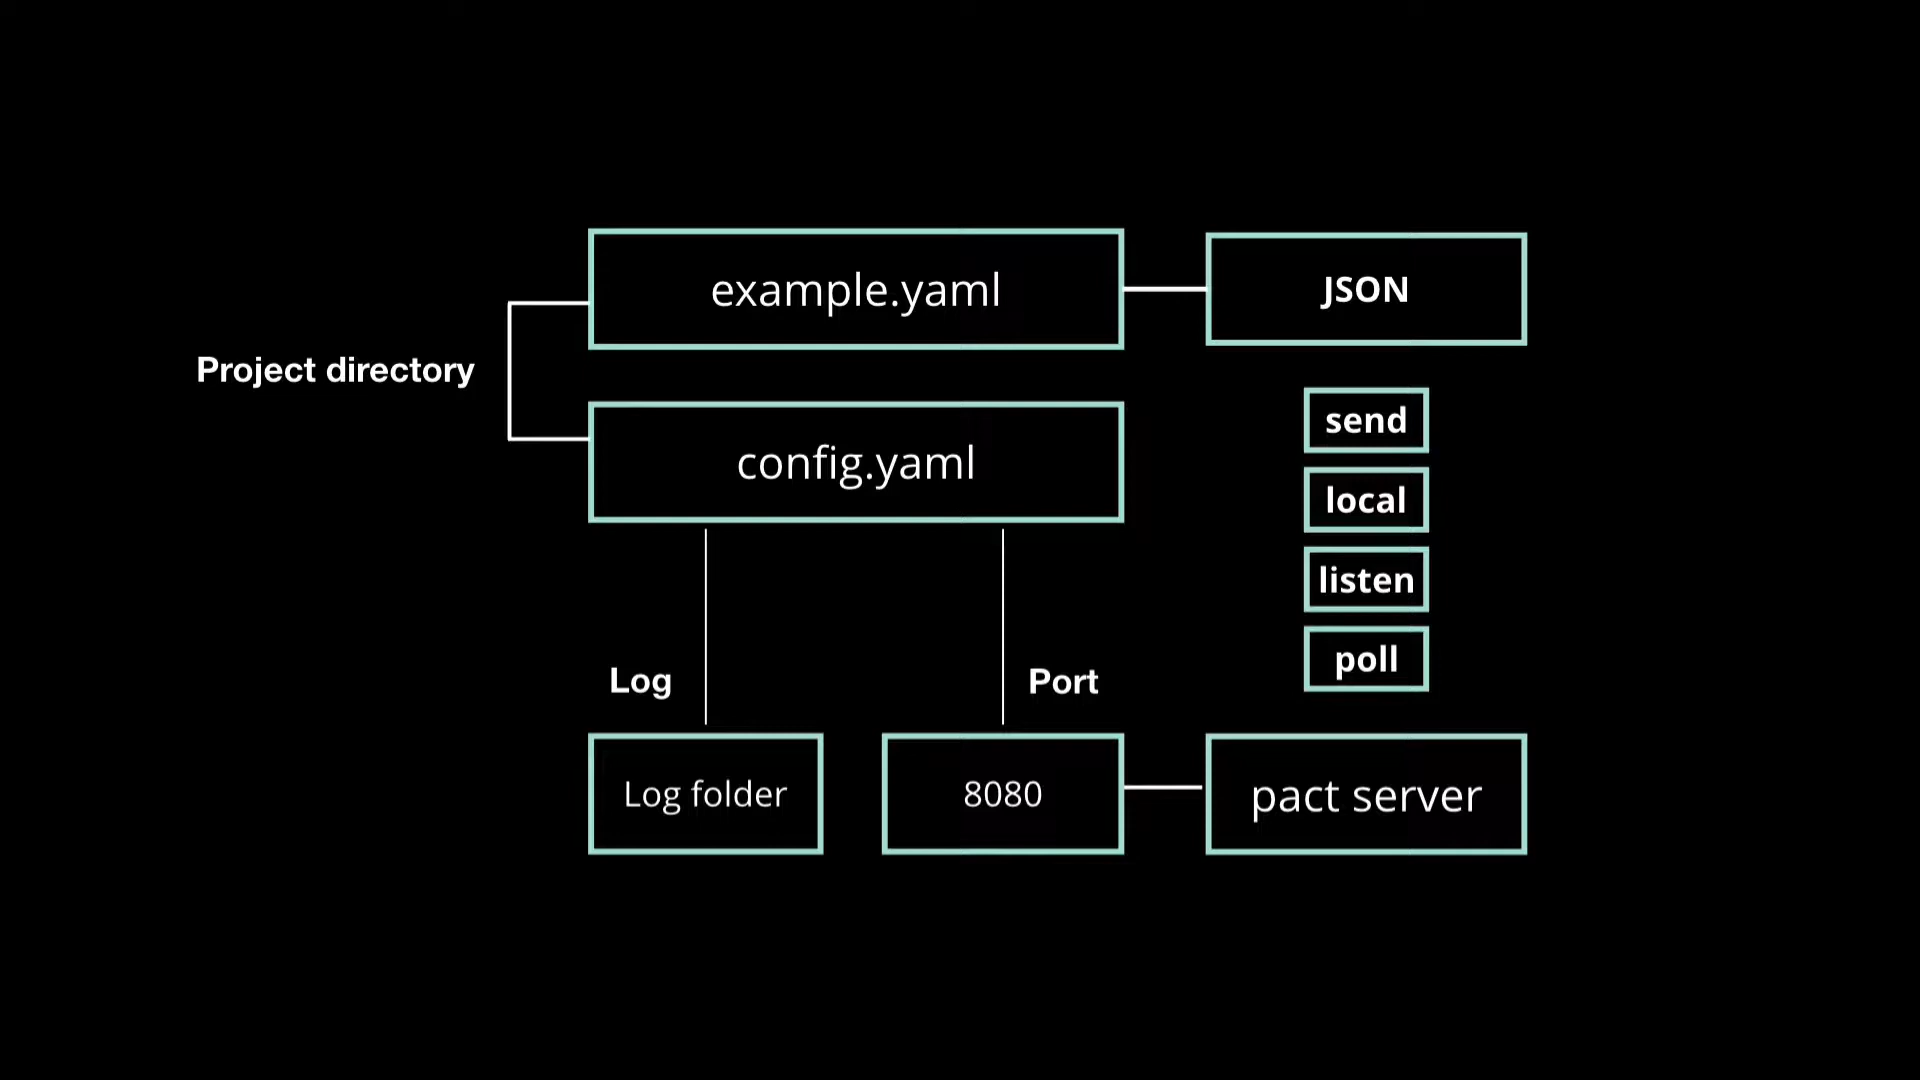 example.yaml
JSON
Project directory
config.yaml
send
local
listen
poll
Log
Port
Log folder
8080
pact server